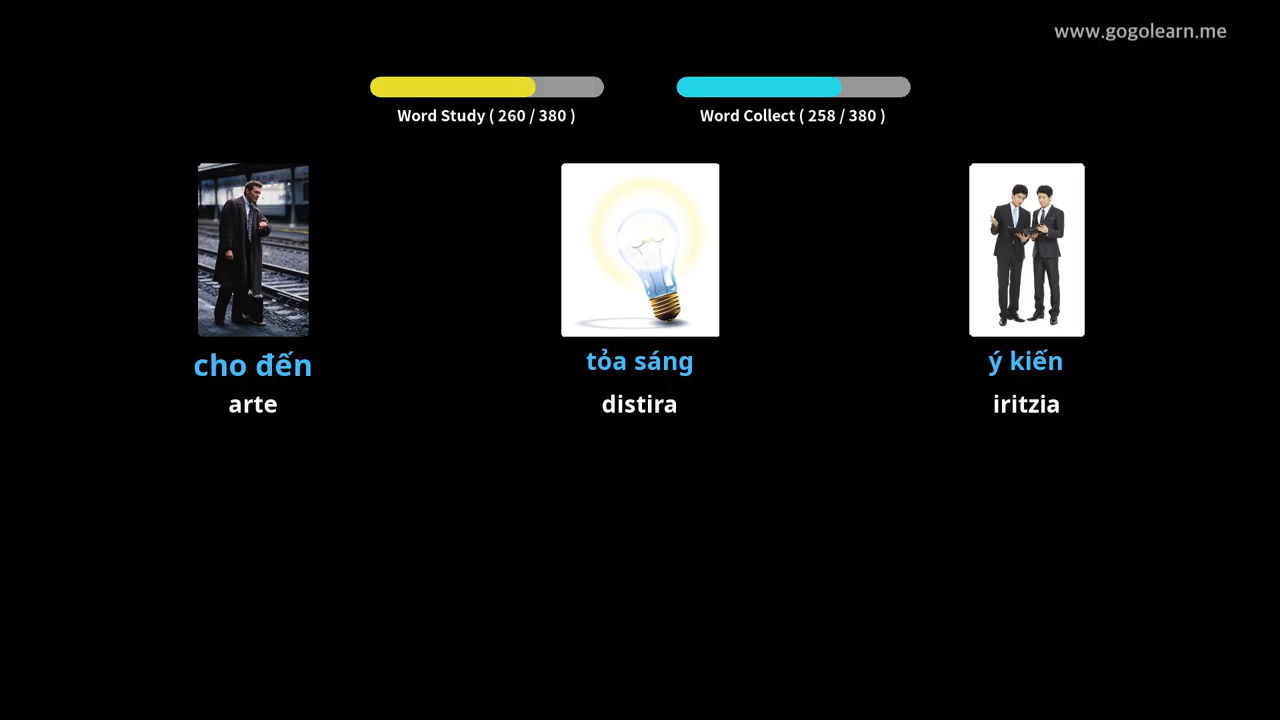 www.gogolearn.me
Word Study ( 260 / 380 )
Word Collect ( 258 / 380 )
cho đến
tỏa sáng
ý kiến
arte
distira
iritzia